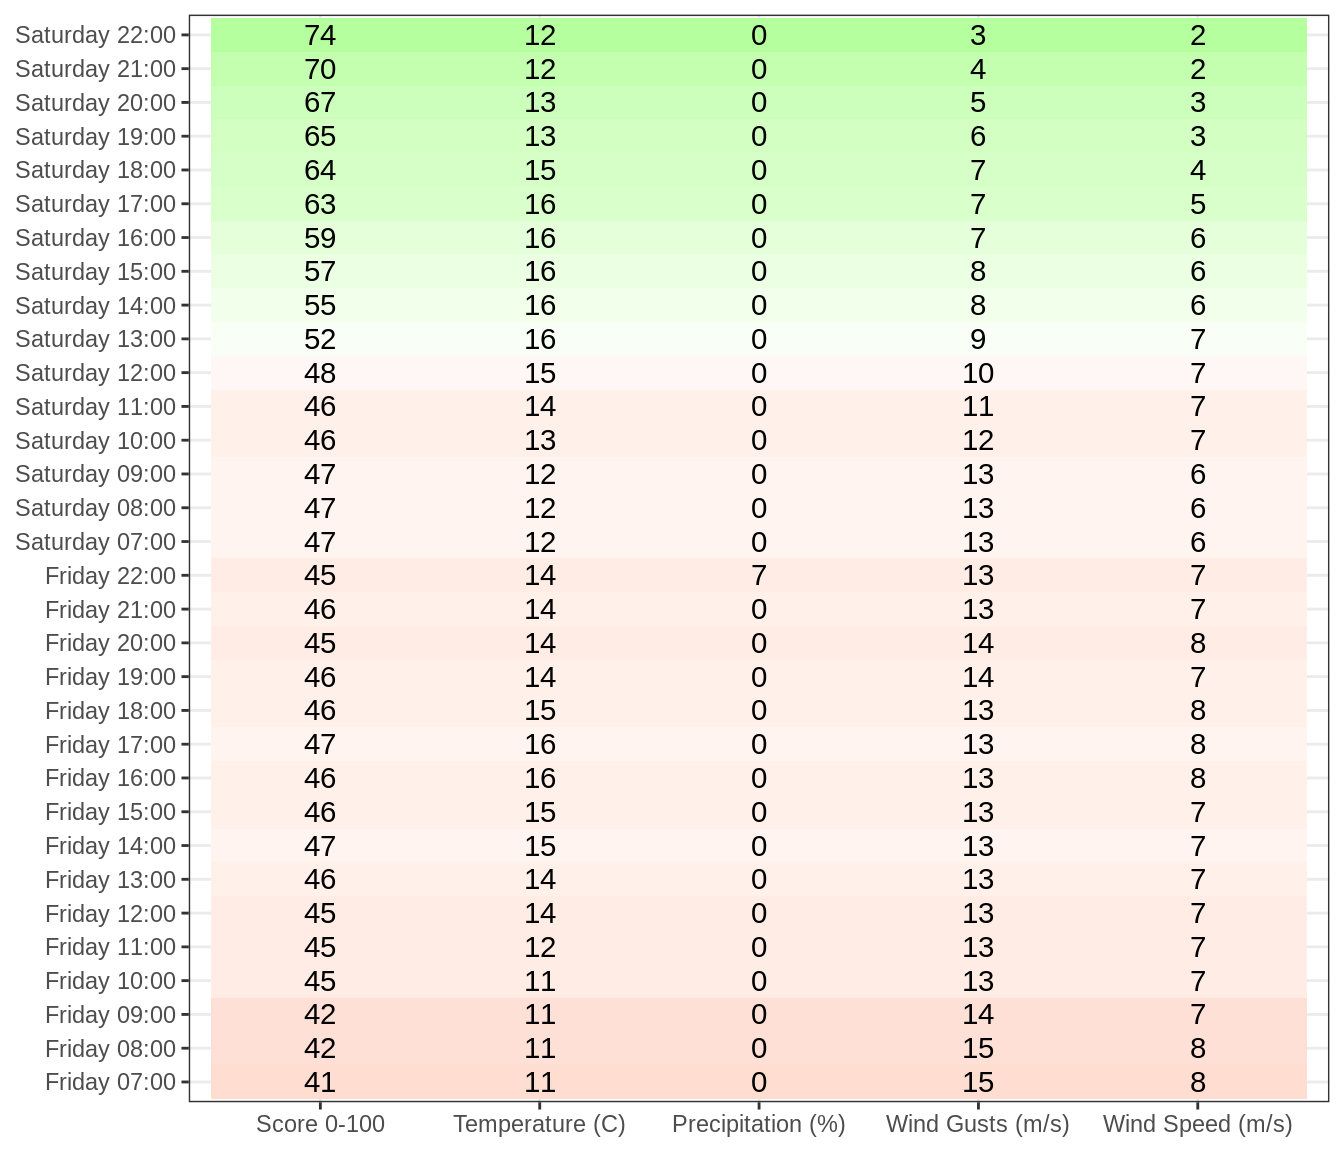 Saturday 22:00 74 12 0 3 2
Saturday 21:00 70 12 0 4 2
Saturday 20:00 67 13 0 5 3
Saturday 19:00 65 13 0 6 3
Saturday 18:00 64 15 0 7 4
Saturday 17:00 63 16 0 7 5
Saturday 16:00 59 16 0 7 6
Saturday 15:00 57 16 0 8 6
Saturday 14:00 55 16 0 8 6
Saturday 13:00 52 16 0 9 7
Saturday 12:00 48 15 0 10 7
Saturday 11:00 46 14 0 11 7
Saturday 10:00 46 13 0 12 7
Saturday 09:00 47 12 0 13 6
Saturday 08:00 47 12 0 13 6
Saturday 07:00 47 12 0 13 6
Friday 22:00 45 14 7 13 7
Friday 21:00 46 14 0 13 7
Friday 20:00 45 14 0 14 8
Friday 19:00 46 14 0 14 7
Friday 18:00 46 15 0 13 8
Friday 17:00 47 16 0 13 8
Friday 16:00 46 16 0 13 8
Friday 15:00 46 15 0 13 7
Friday 14:00 47 15 0 13 7
Friday 13:00 46 14 0 13 7
Friday 12:00 45 14 0 13 7
Friday 11:00 45 12 0 13 7
Friday 10:00 45 11 0 13 7
Friday 09:00 42 11 0 14 7
Friday 08:00 42 11 0 15 8
Friday 07:00 41 11 0 15 8
Score 0-100 Temperature (C) Precipitation (%) Wind Gusts (m/s) Wind Speed (m/s)